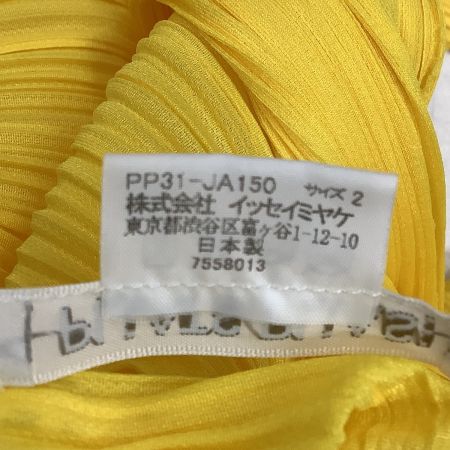 PP31-JA150 サイズ 2
株式会社 イッセイミヤケ
東京都渋谷区富ヶ谷1-12-10
日本製
7558013